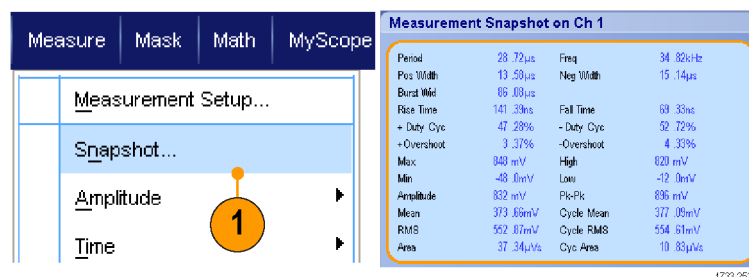 Measure Mask Math MyScope
Measurement Setup...
Snapshot...
Amplitude
Time
1
Measurement Snapshot on Ch 1
Period 28 .72µs Freq 34 .82kHz
Pos Width 13 .58µs Neg Width 15 .14µs
Burst Wid 86 .08µs
Rise Time 141 .39ns Fall Time 69 .33ns
+ Duty Cyc 47 .28% - Duty Cyc 52 .72%
+Overshoot 3 .37% -Overshoot 4 .33%
Max 848 mV High 820 mV
Min -48 .0mV Low -12 .0mV
Amplitude 832 mV Pk-Pk 896 mV
Mean 373 .66mV Cycle Mean 377 .09mV
RMS 552 .87mV Cycle RMS 554 .61mV
Area 37 .34µVs Cyc Area 10 .83µVs